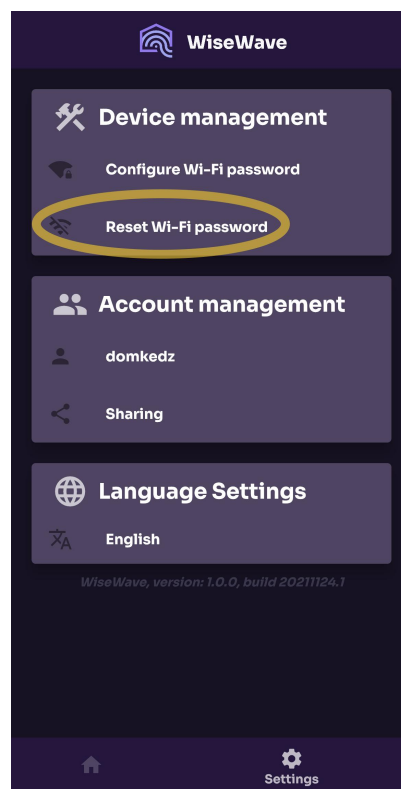 WiseWave
Device management
Configure Wi-Fi password
Reset Wi-Fi password
Account management
domkedz
Sharing
Language Settings
English
WiseWave, version: 1.0.0, build 20211124.1
Settings